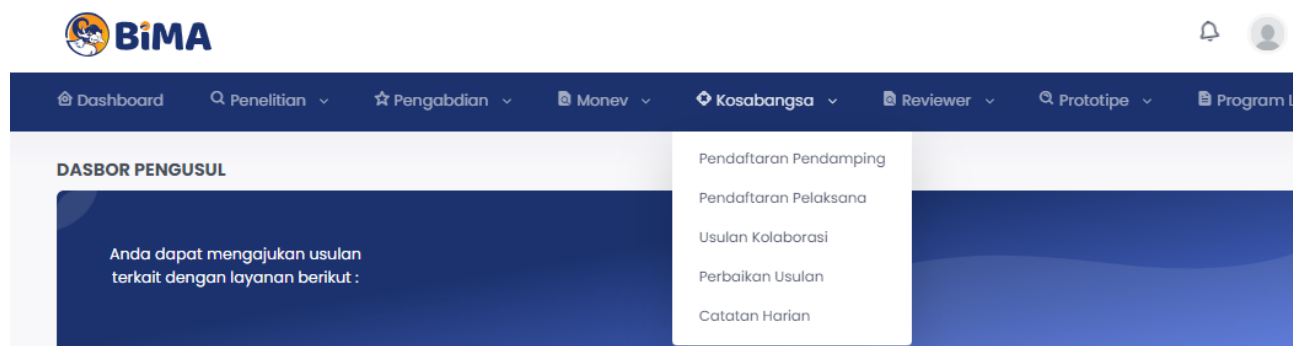 BiMA
Dashboard Penelitian Pengabdian Monev Kosabangsa Reviewer Prototipe Program
DASBOR PENGUSUL
Anda dapat mengajukan usulan
terkait dengan layanan berikut :
Pendaftaran Pendamping
Pendaftaran Pelaksana
Usulan Kolaborasi
Perbaikan Usulan
Catatan Harian